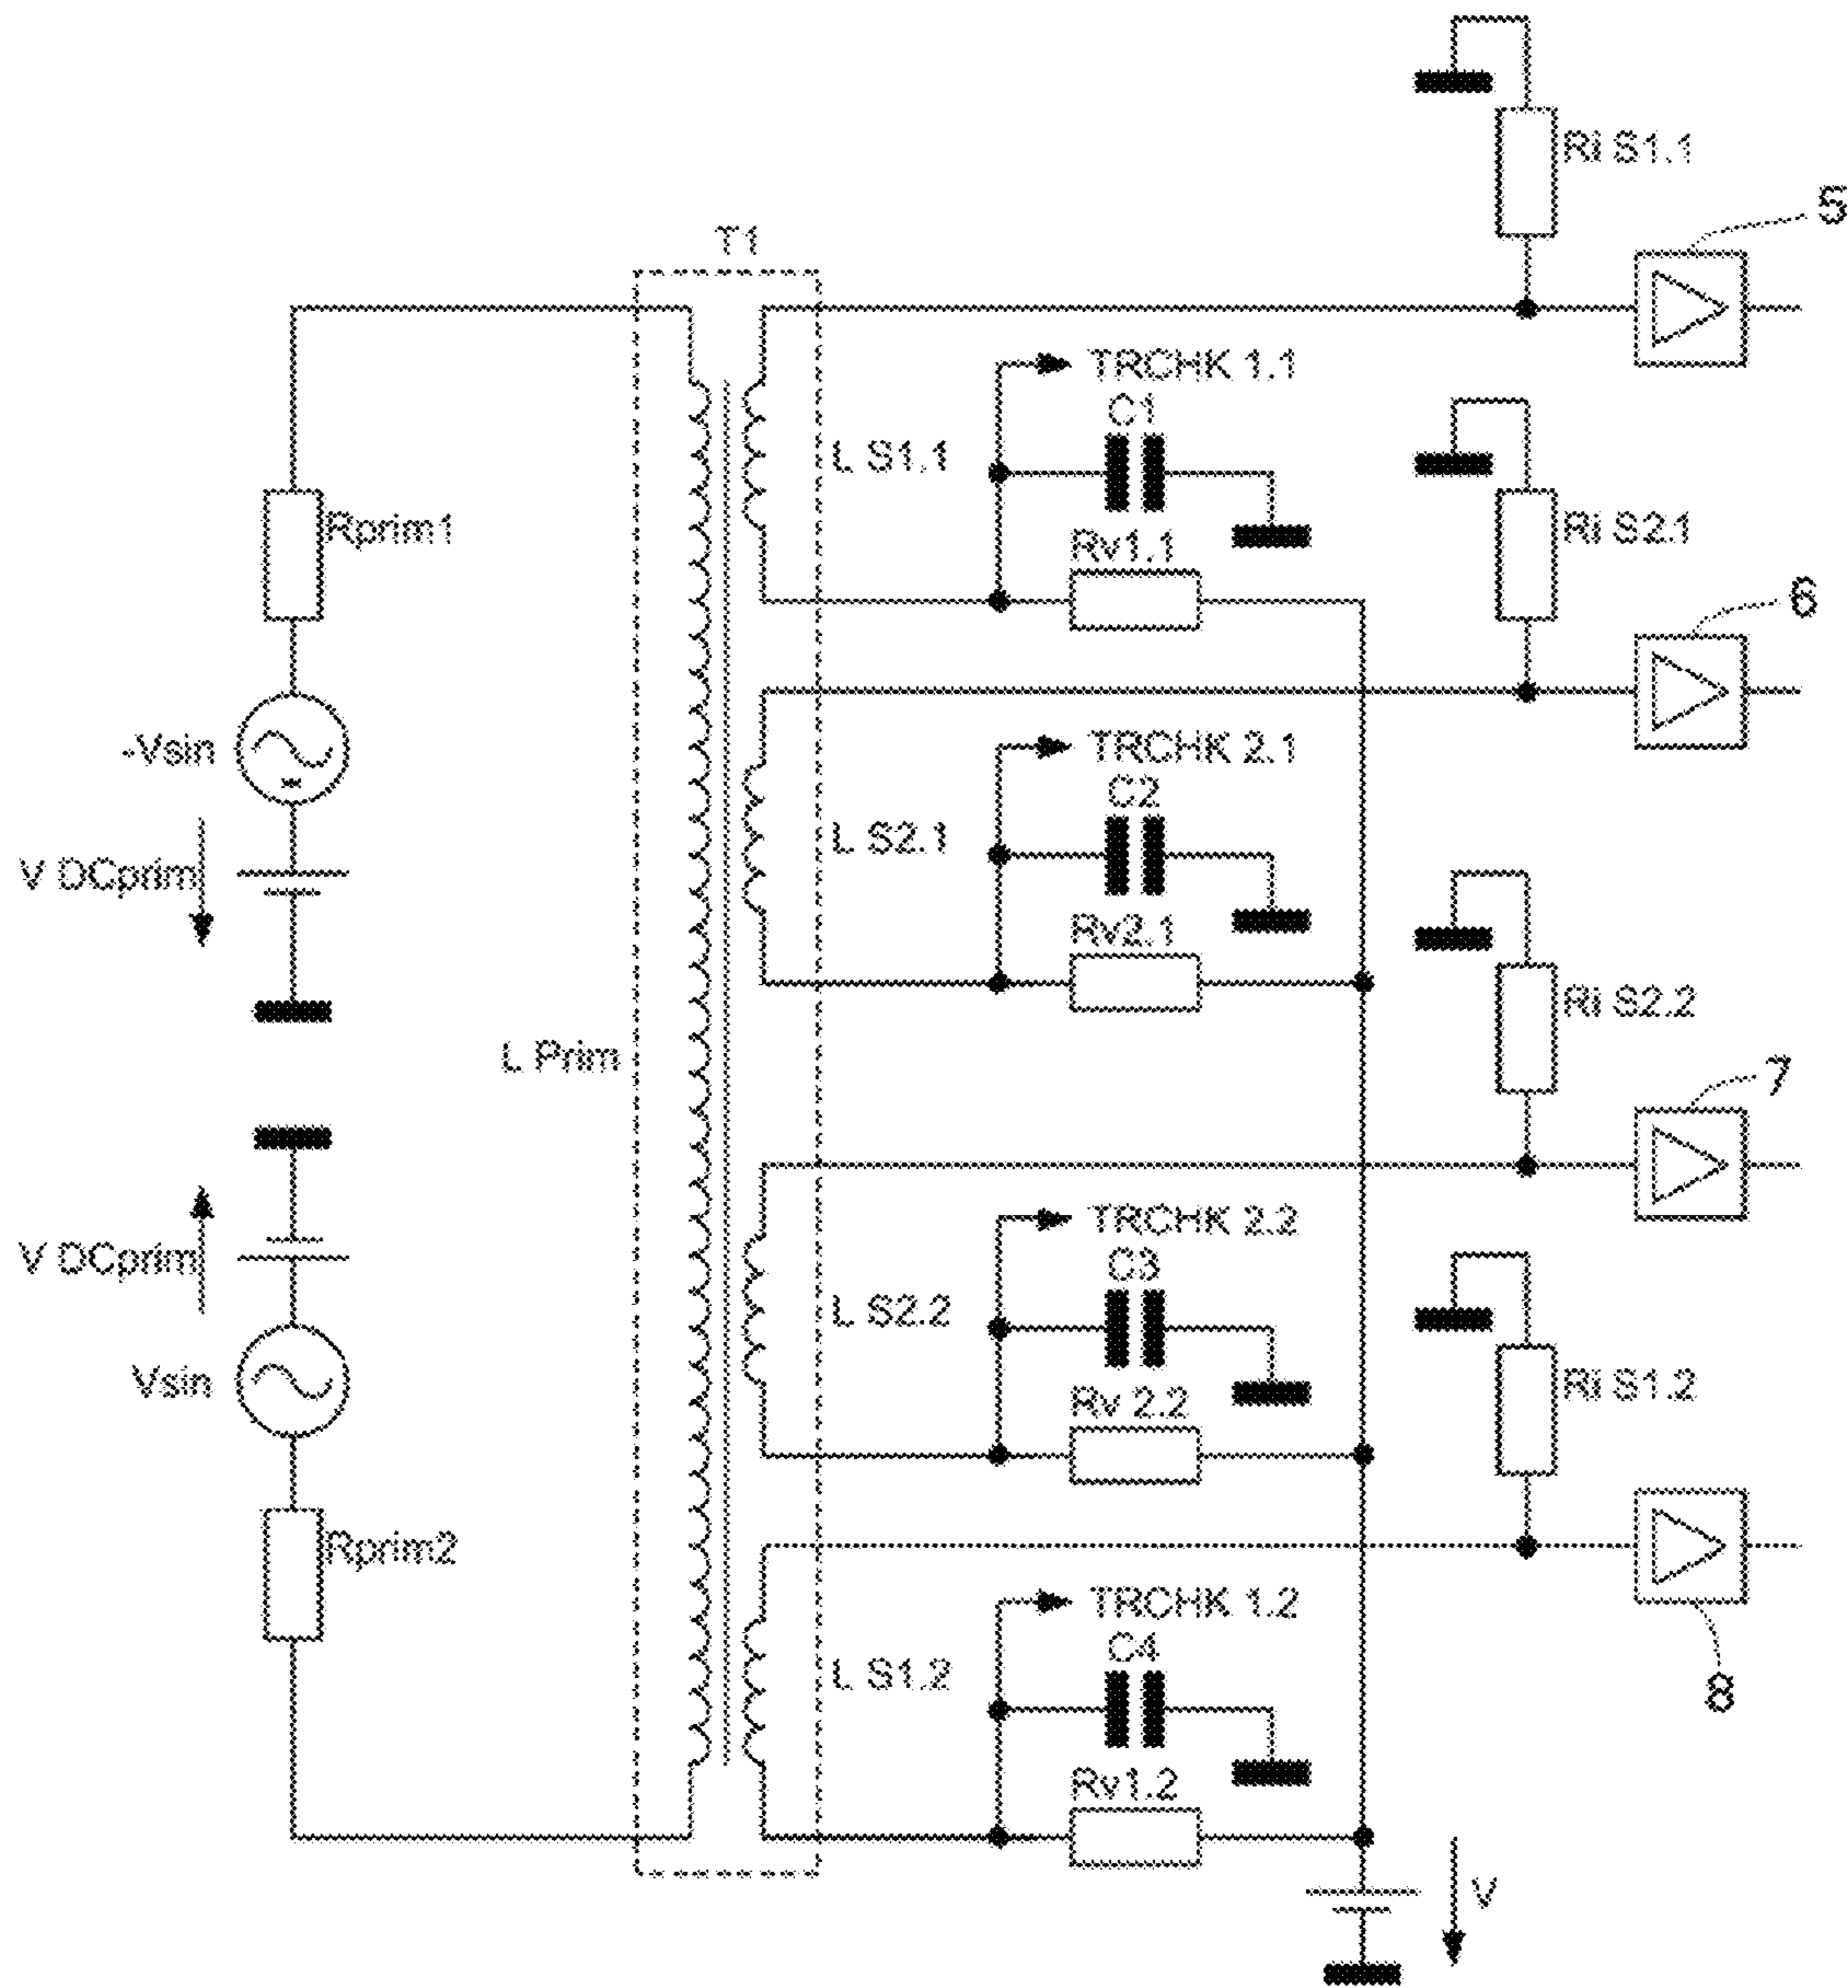 Ri S1.1
5
T1
TRCHK 1.1
C1
L S1.1
Rprim1
Rv1.1
Ri S2.1
6
-Vsin
TRCHK 2.1
C2
L S2.1
V DCprim
Rv2.1
Ri S2.2
L Prim
7
V DCprim
TRCHK 2.2
C3
L S2.2
Vsin
Rv 2.2
Ri S1.2
Rprim2
TRCHK 1.2
C4
L S1.2
8
Rv1.2
V